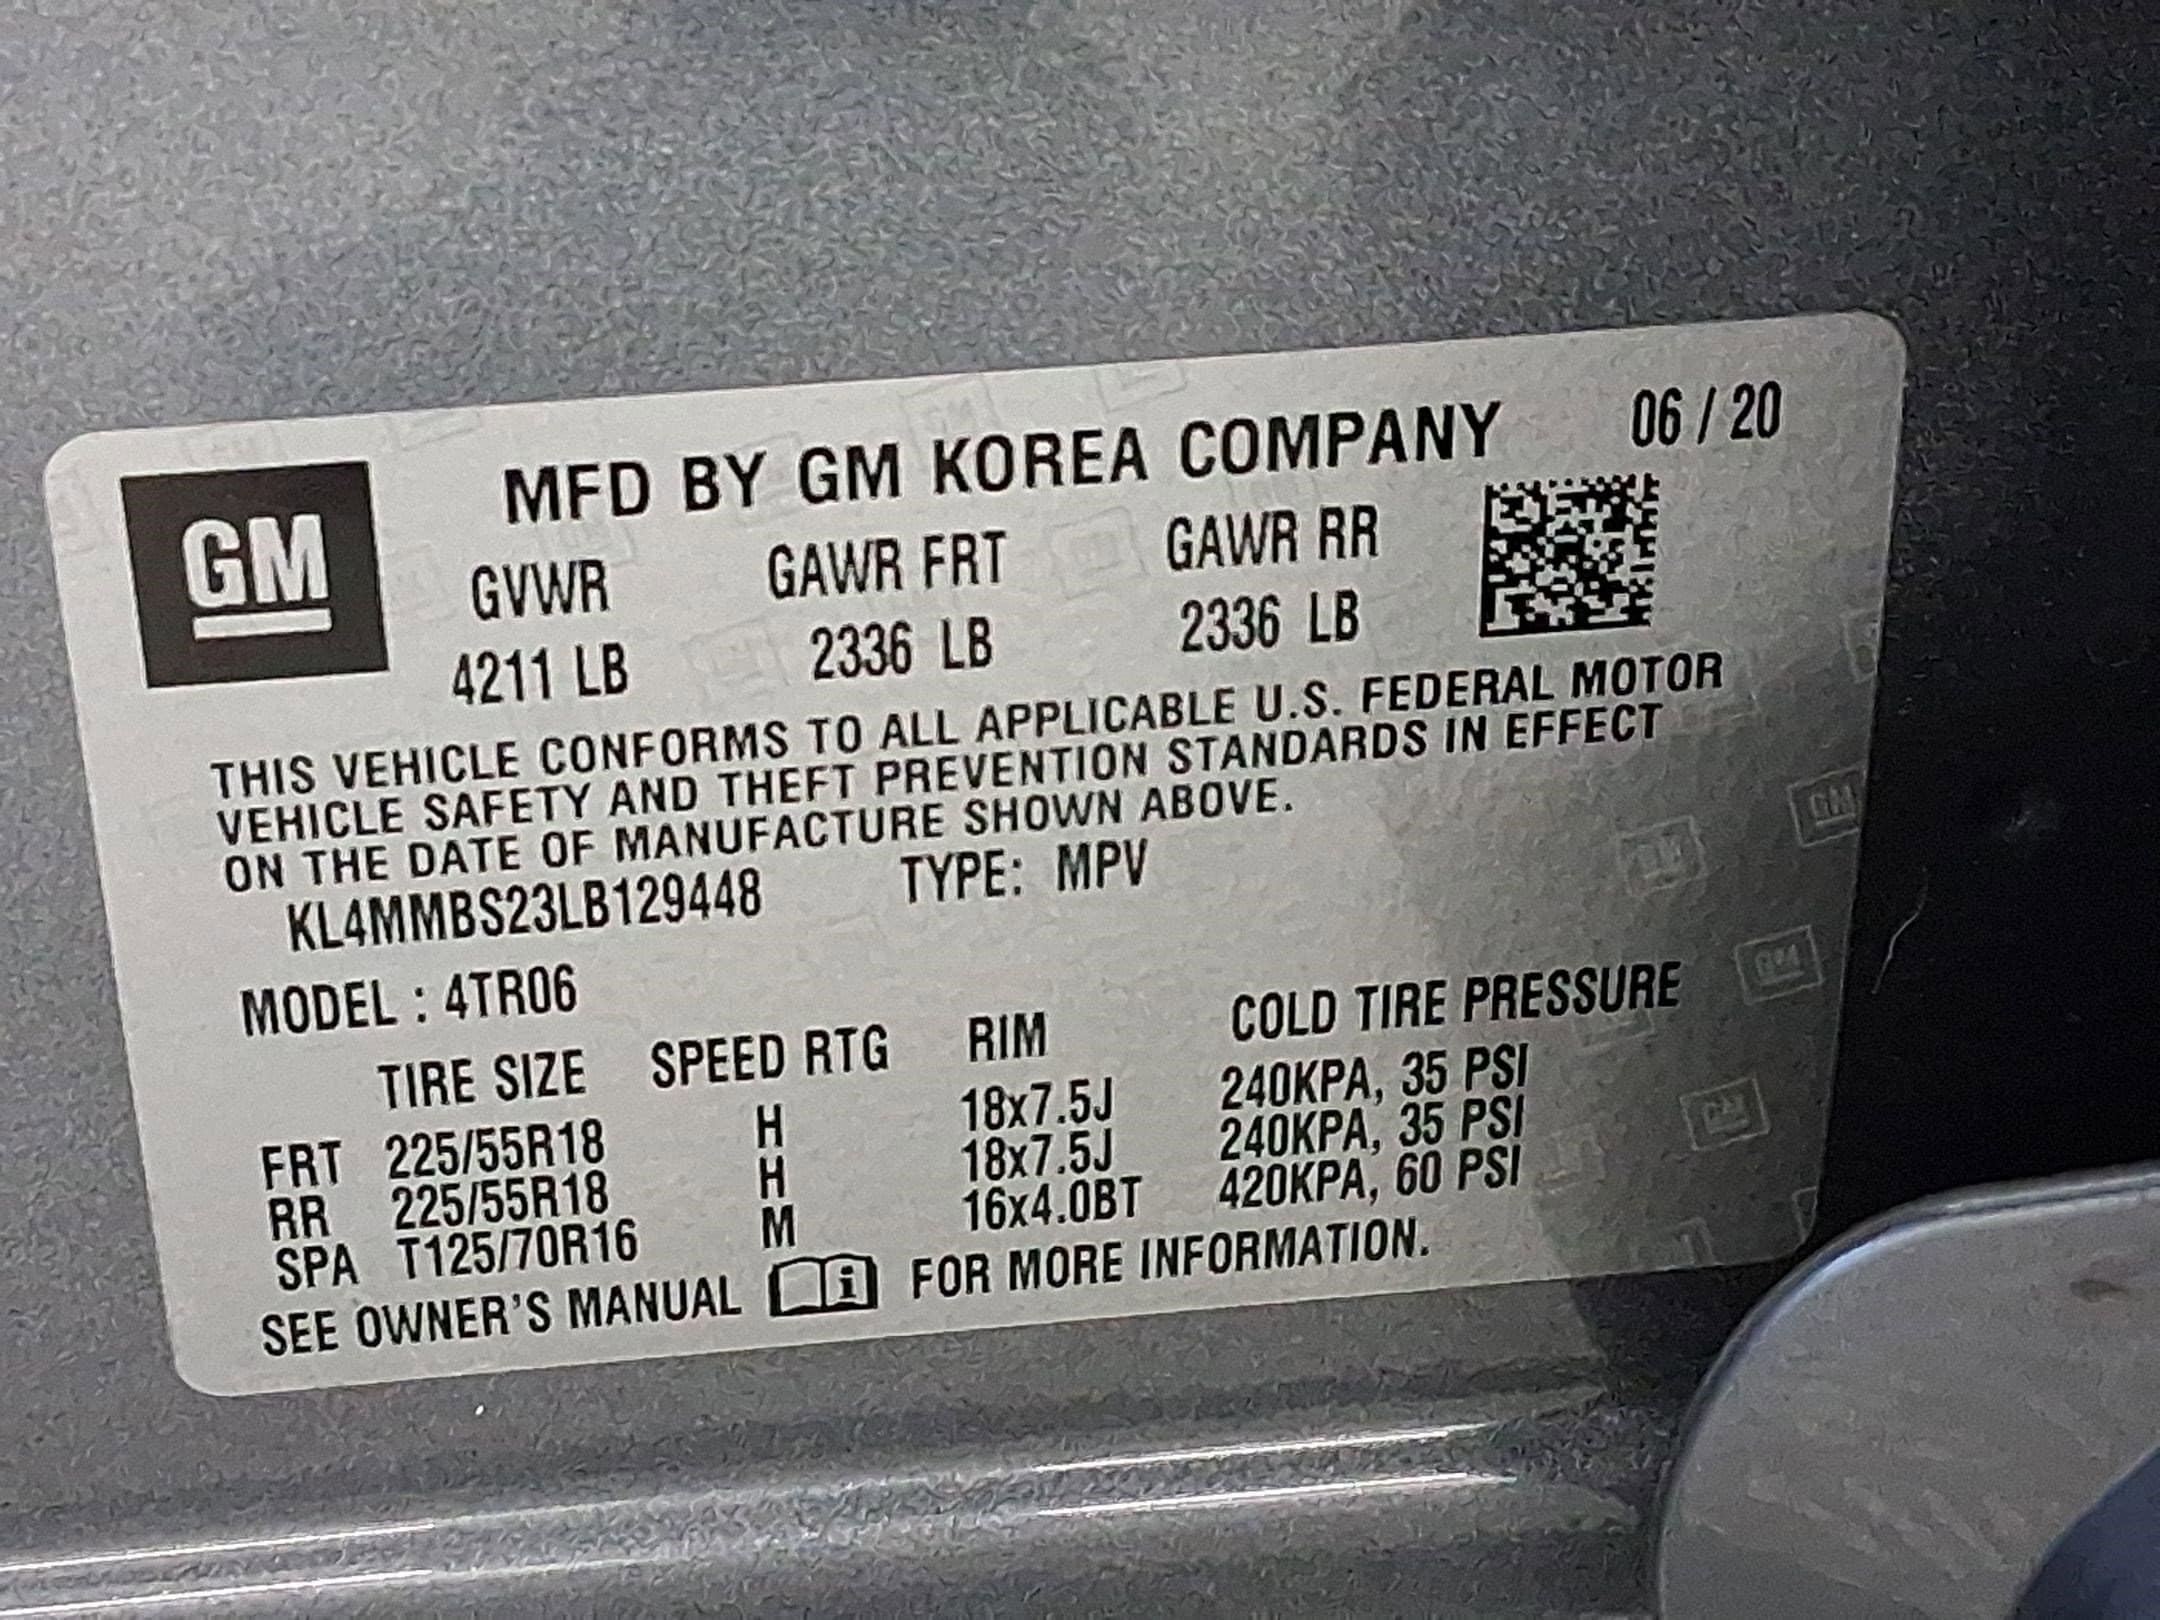 GM
MFD BY GM KOREA COMPANY 06 / 20
GVWR GAWR FRT GAWR RR
4211 LB 2336 LB 2336 LB
THIS VEHICLE CONFORMS TO ALL APPLICABLE U.S. FEDERAL MOTOR
VEHICLE SAFETY AND THEFT PREVENTION STANDARDS IN EFFECT
ON THE DATE OF MANUFACTURE SHOWN ABOVE.
KL4MMBS23LB129448 TYPE: MPV
MODEL : 4TR06
TIRE SIZE SPEED RTG RIM COLD TIRE PRESSURE
FRT 225/55R18 H 18x7.5J 240KPA, 35 PSI
RR 225/55R18 H 18x7.5J 240KPA, 35 PSI
SPA T125/70R16 M 16x4.0BT 420KPA, 60 PSI
SEE OWNER'S MANUAL i FOR MORE INFORMATION.